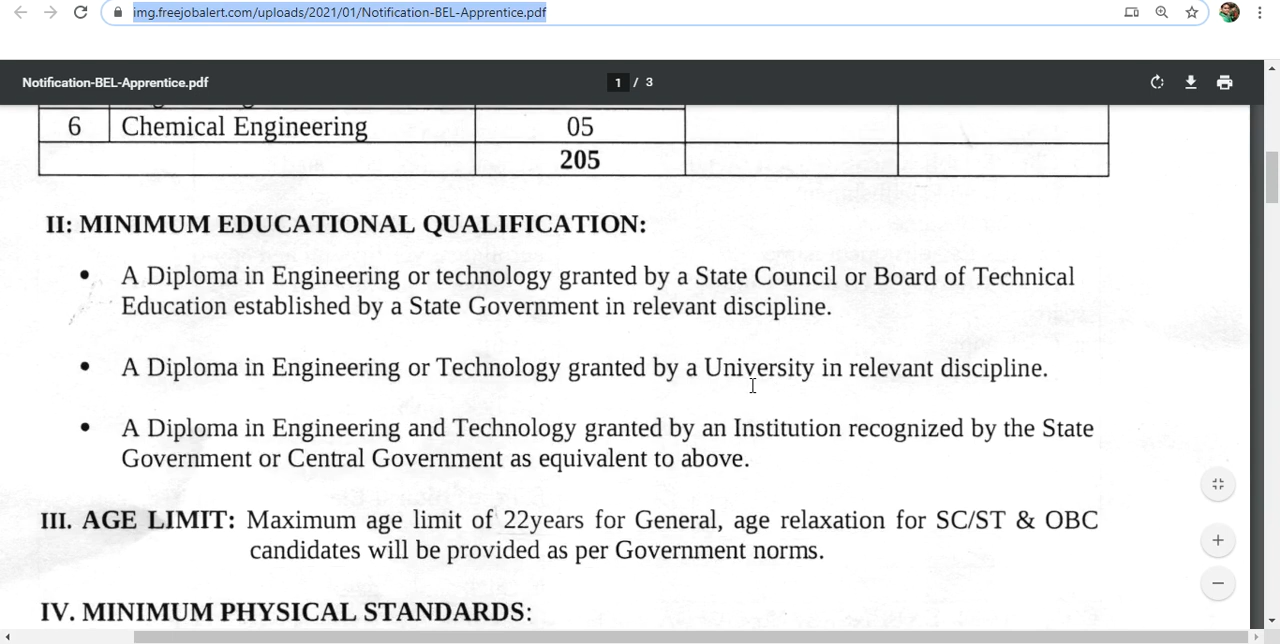 img.freejobalert.com/uploads/2021/01/Notification-BEL-Apprentice.pdf
Notification-BEL-Apprentice.pdf 1 / 3
6 Chemical Engineering 05
205
II: MINIMUM EDUCATIONAL QUALIFICATION:
• A Diploma in Engineering or technology granted by a State Council or Board of Technical
Education established by a State Government in relevant discipline.
• A Diploma in Engineering or Technology granted by a University in relevant discipline.
• A Diploma in Engineering and Technology granted by an Institution recognized by the State
Government or Central Government as equivalent to above.
III. AGE LIMIT: Maximum age limit of 22years for General, age relaxation for SC/ST & OBC
candidates will be provided as per Government norms.
IV. MINIMUM PHYSICAL STANDARDS: